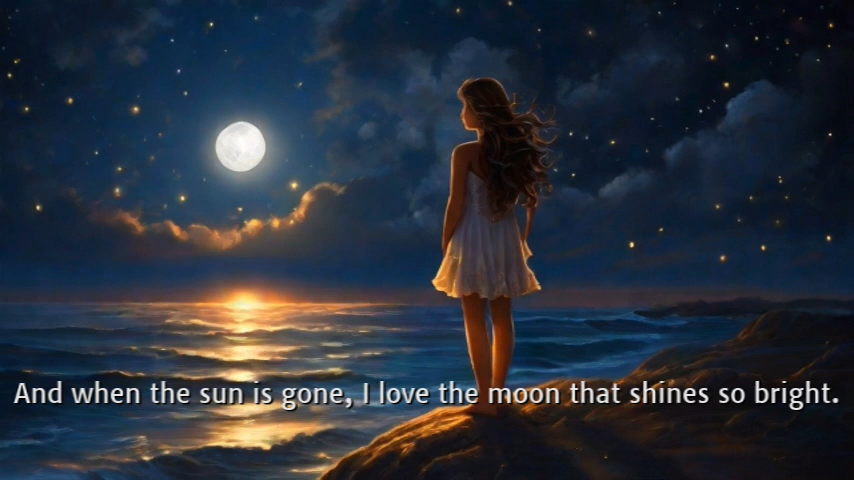 And when the sun is gone, I love the moon that shines so bright.